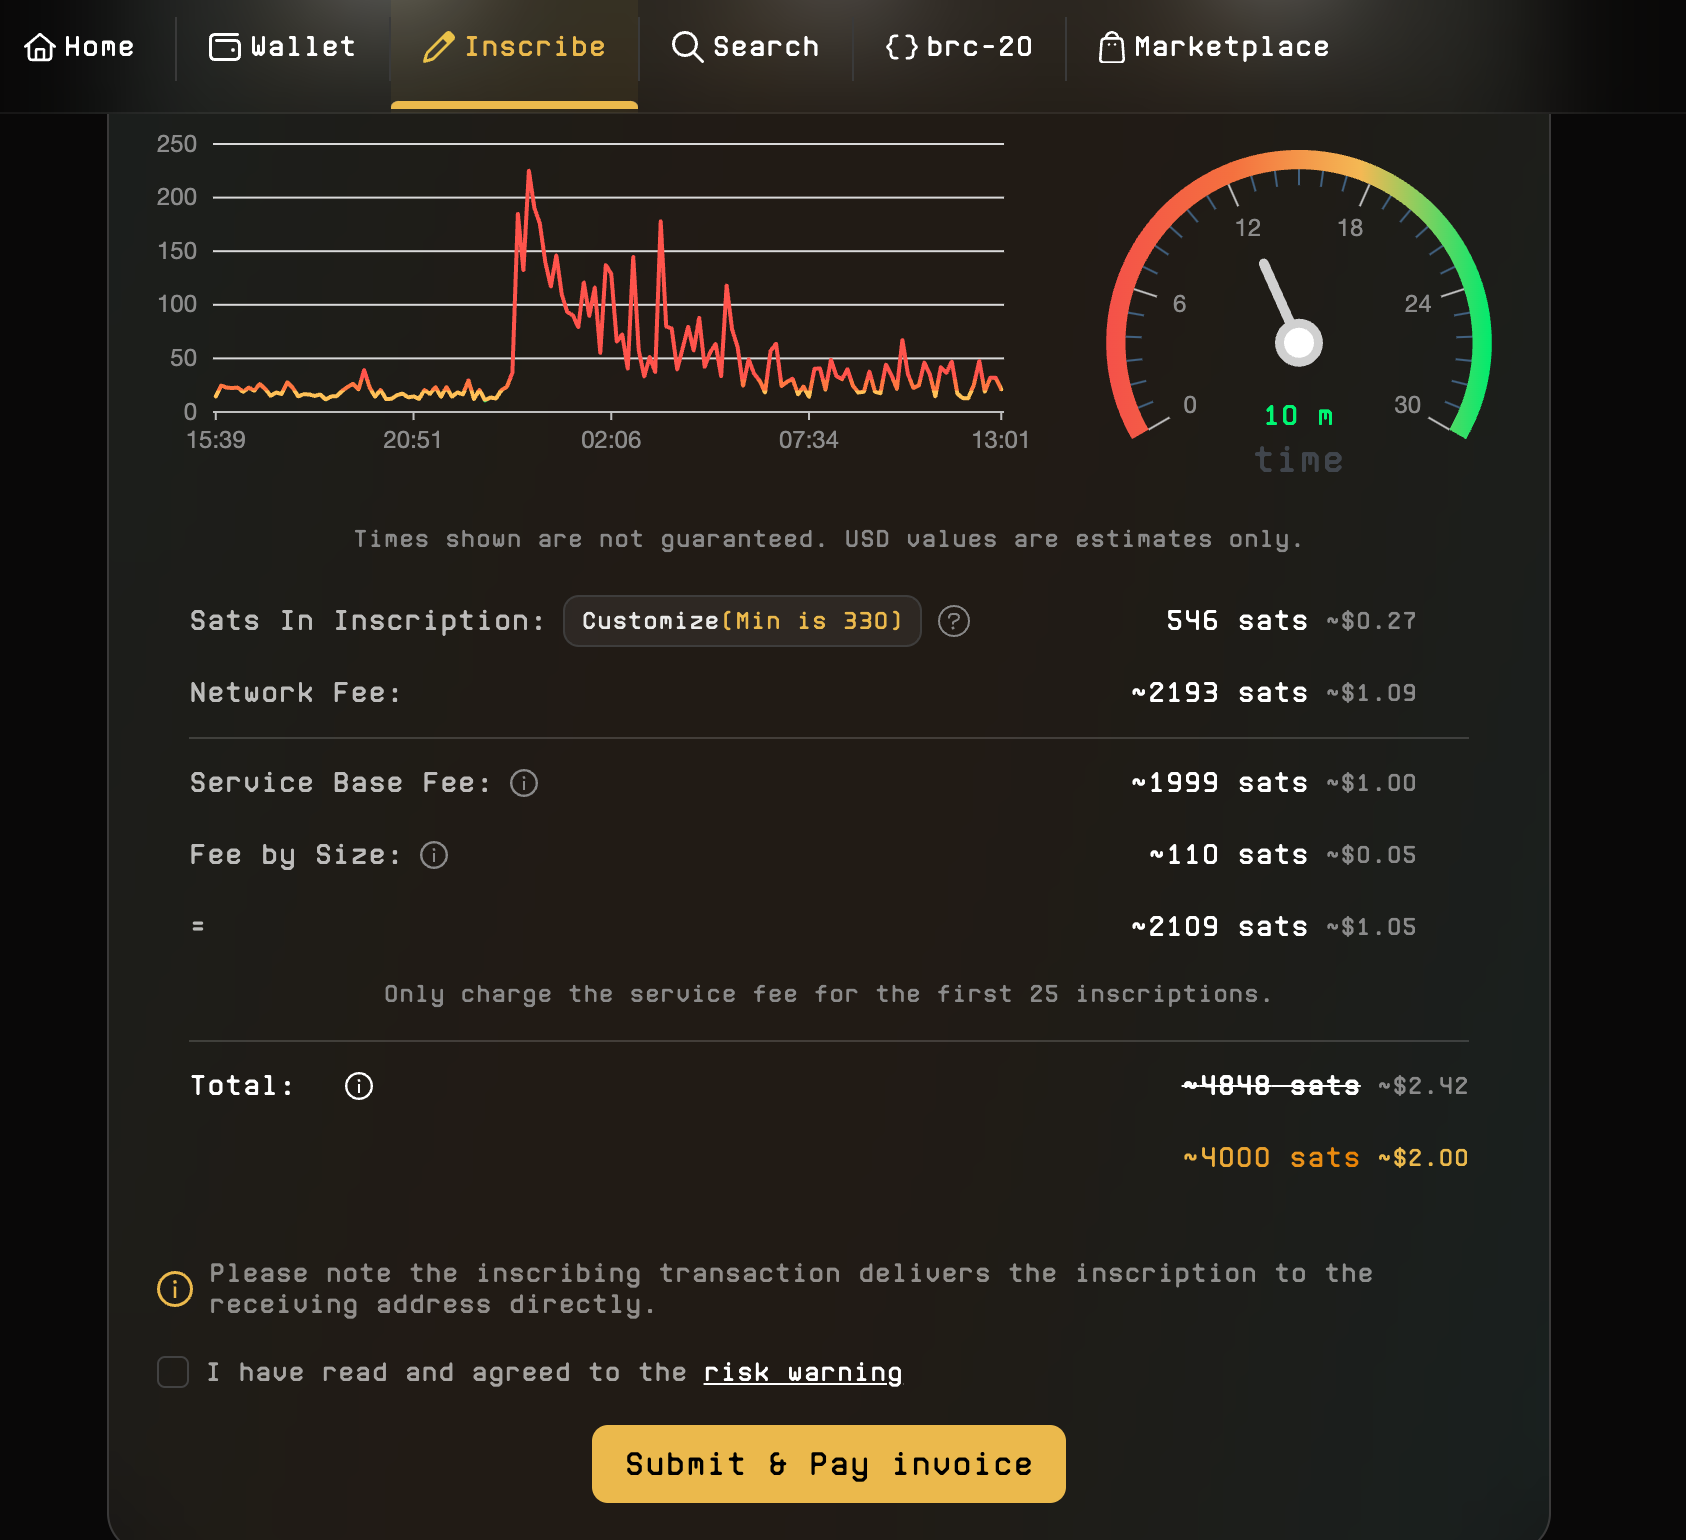 Home
Wallet
Inscribe
Search
brc-20
Marketplace
250
200
150
100
50
0
15:39
20:51
02:06
07:34
13:01
0
6
12
18
24
30
10 m
time
Times shown are not guaranteed. USD values are estimates only.
Sats In Inscription: Customize(Min is 330) ? 546 sats ~$0.27
Network Fee: ~2193 sats ~$1.09
Service Base Fee: ~1999 sats ~$1.00
Fee by Size: ~110 sats ~$0.05
= ~2109 sats ~$1.05
Only charge the service fee for the first 25 inscriptions.
Total: ~4848 sats ~$2.42
~4000 sats ~$2.00
Please note the inscribing transaction delivers the inscription to the
receiving address directly.
I have read and agreed to the risk warning
Submit & Pay invoice